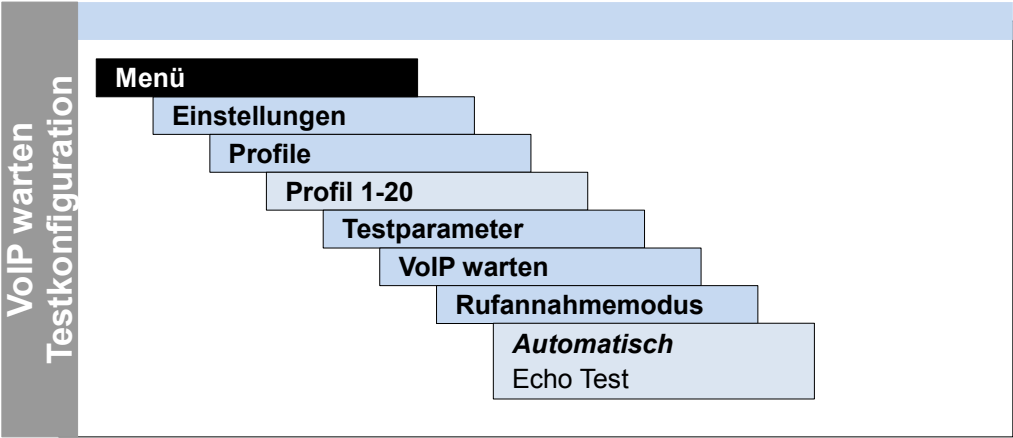 VoIP warten
Testkonfiguration
Menü
Einstellungen
Profile
Profil 1-20
Testparameter
VoIP warten
Rufannahmemodus
Automatisch
Echo Test